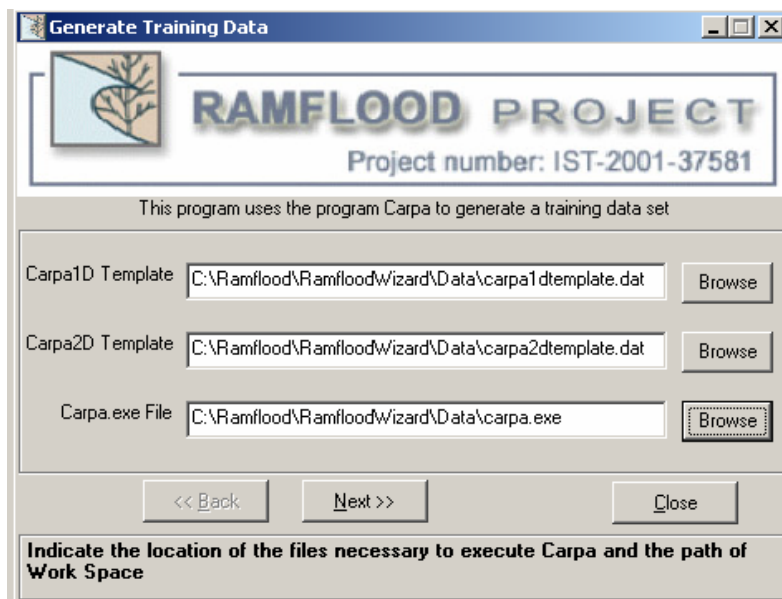 Generate Training Data
RAMFLOOD PROJECT
Project number: IST-2001-37581
This program uses the program Carpa to generate a training data set
Carpa1D Template C:\Ramflood\RamfloodWizard\Data\carpa1dtemplate.dat Browse
Carpa2D Template C:\Ramflood\RamfloodWizard\Data\carpa2dtemplate.dat Browse
Carpa.exe File C:\Ramflood\RamfloodWizard\Data\carpa.exe Browse
<< Back Next >> Close
Indicate the location of the files necessary to execute Carpa and the path of
Work Space